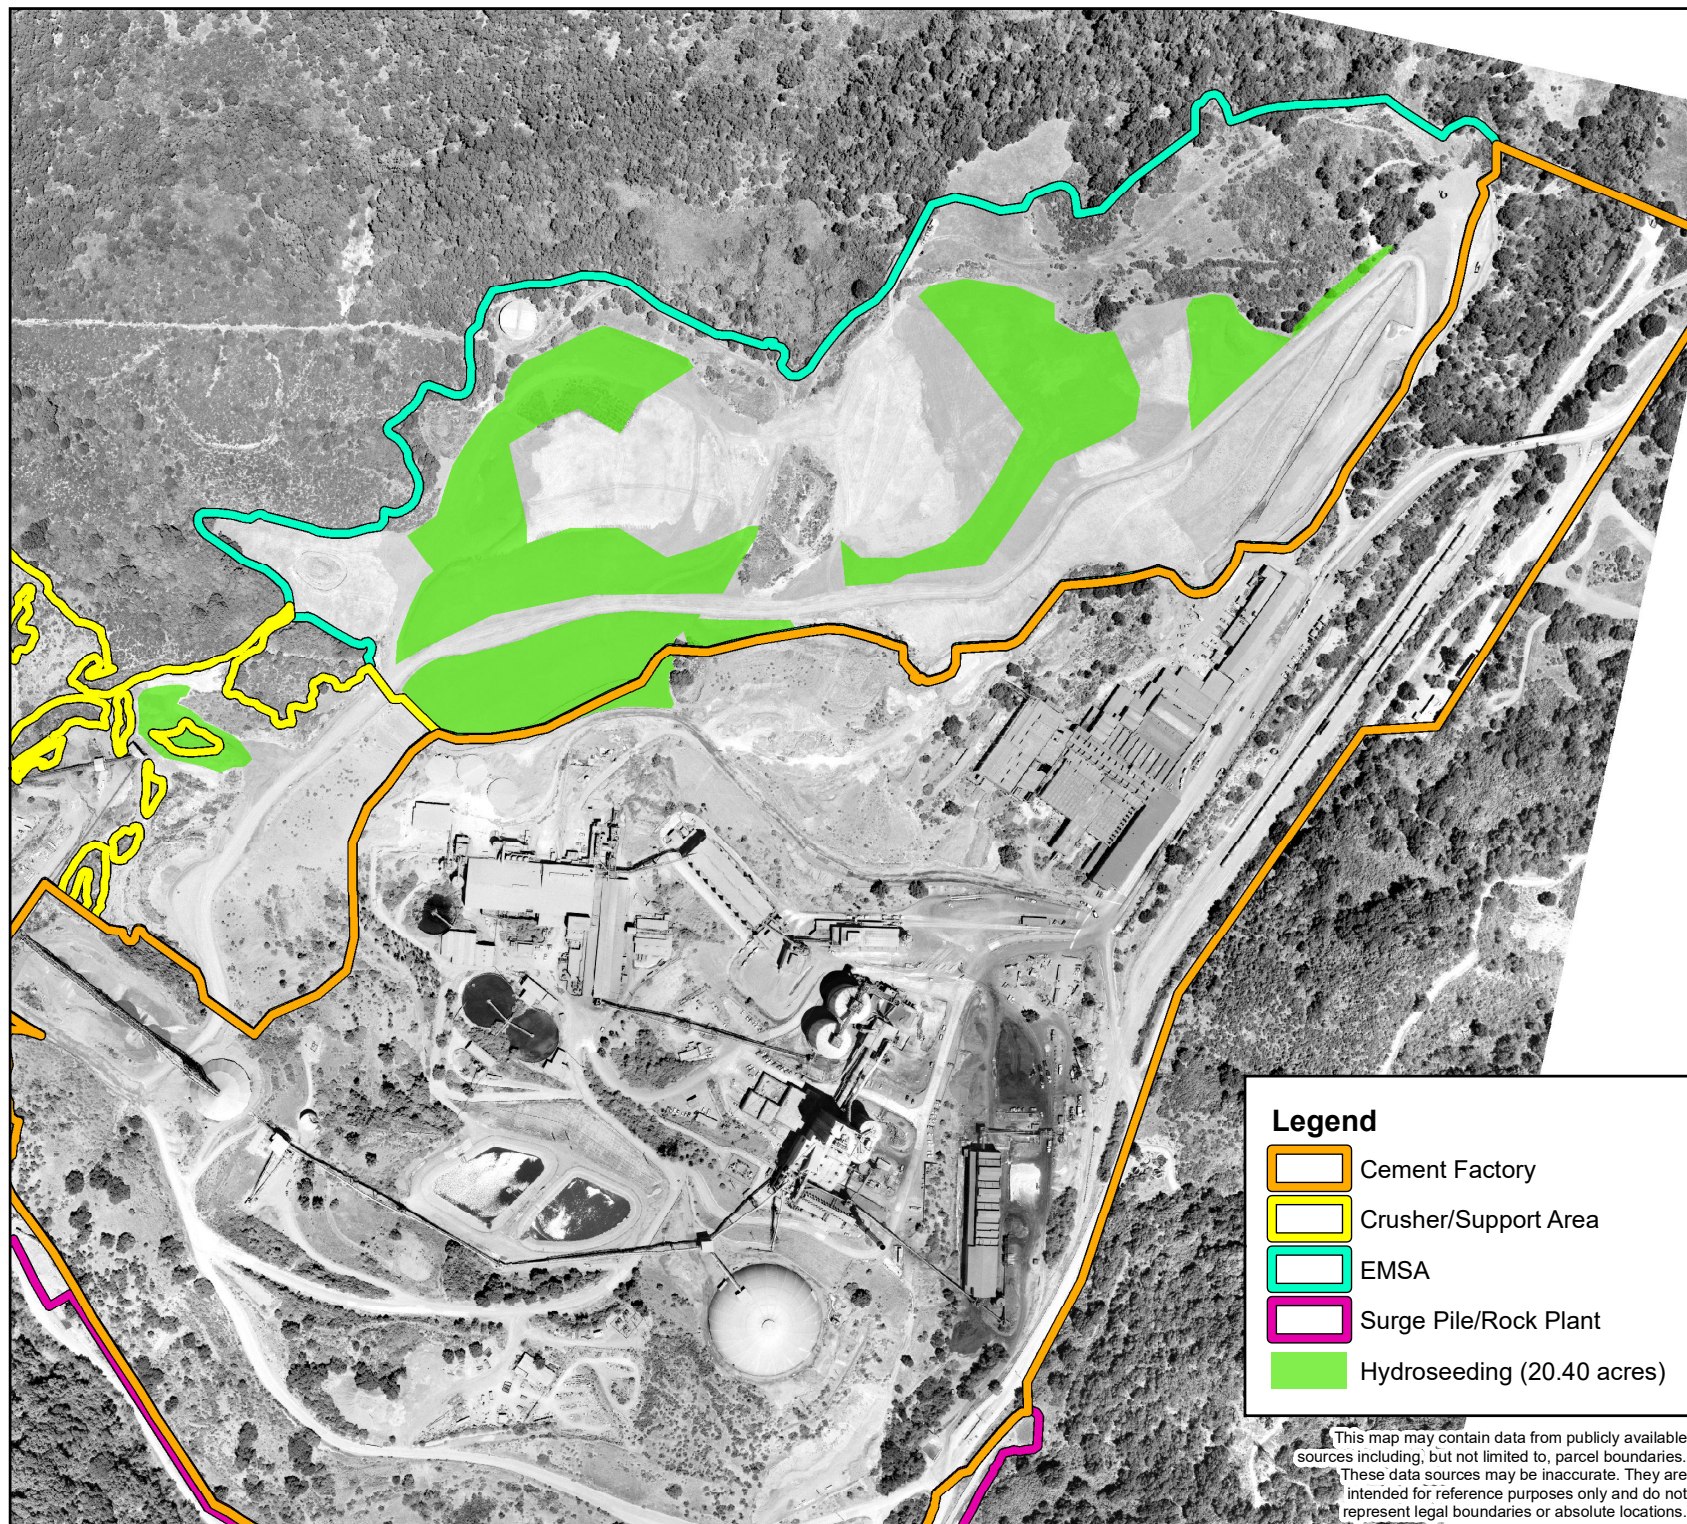 Legend
Cement Factory
Crusher/Support Area
EMSA
Surge Pile/Rock Plant
Hydroseeding (20.40 acres)
This map may contain data from publicly available
sources including, but not limited to, parcel boundaries.
These data sources may be inaccurate. They are
intended for reference purposes only and do not
represent legal boundaries or absolute locations.